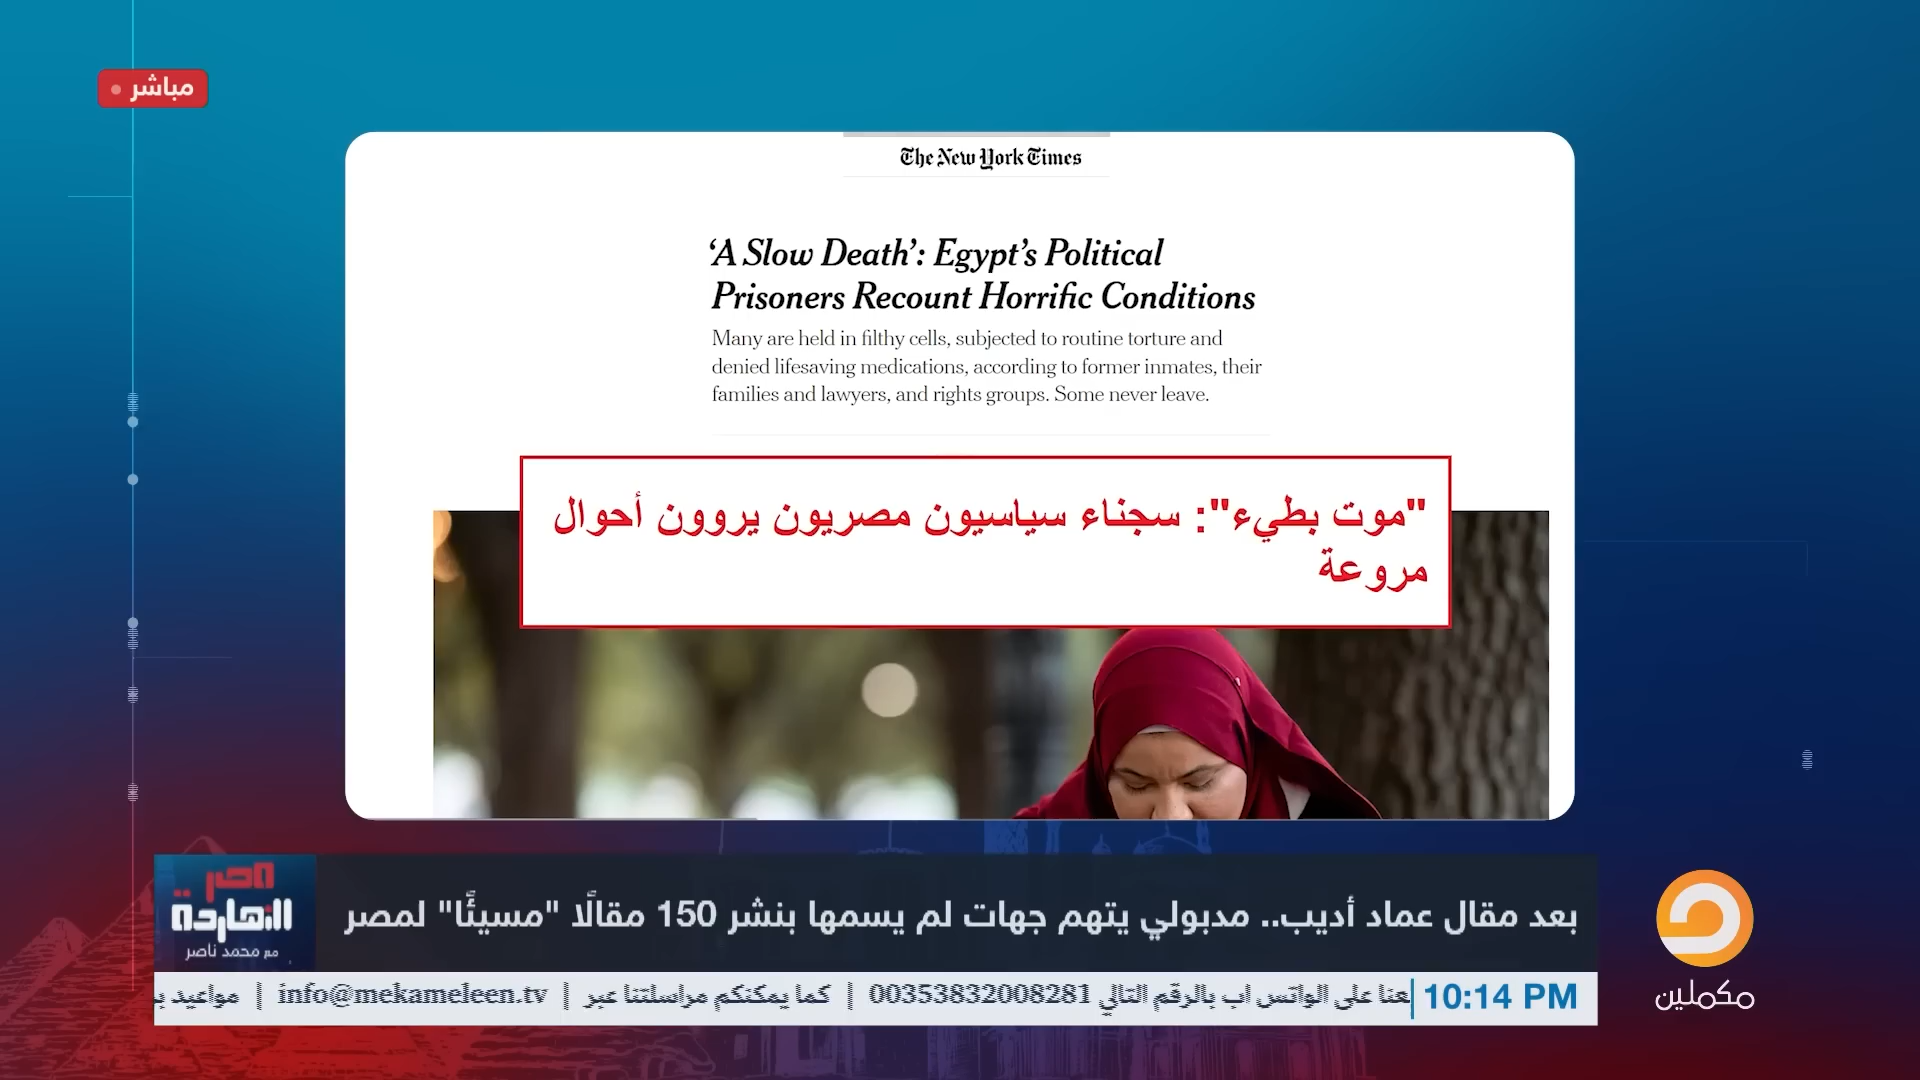 مباشر
The New York Times
‘A Slow Death’: Egypt’s Political
Prisoners Recount Horrific Conditions
Many are held in filthy cells, subjected to routine torture and
denied lifesaving medications, according to former inmates, their
families and lawyers, and rights groups. Some never leave.
"موت بطيء": سجناء سياسيون مصريون يروون أحوال
مروعة
بعد مقال عماد أديب.. مدبولي يتهم جهات لم يسمها بنشر 150 مقالًا "مسيئًا" لمصر
مصر
النهاردة
مع محمد ناصر
10:14 PM
على الواتس اب بالرقم التالي 00353832008281 | كما يمكنكم مراسلتنا عبر | info@mekameleen.tv | مواعيد
مكملين